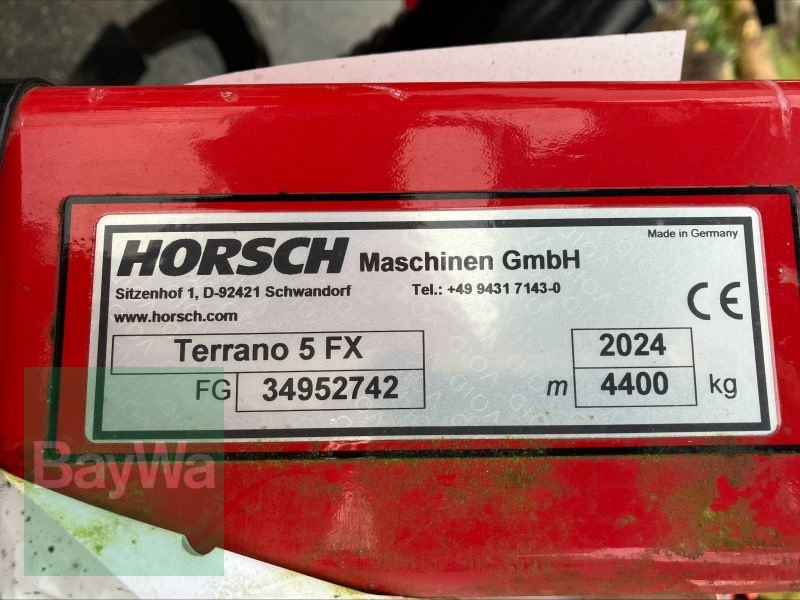 Made in Germany
HORSCH Maschinen GmbH
Sitzenhof 1, D-92421 Schwandorf Tel.: +49 9431 7143-0
www.horsch.com
CE
Terrano 5 FX 2024
FG 34952742 m 4400 kg
BayWa